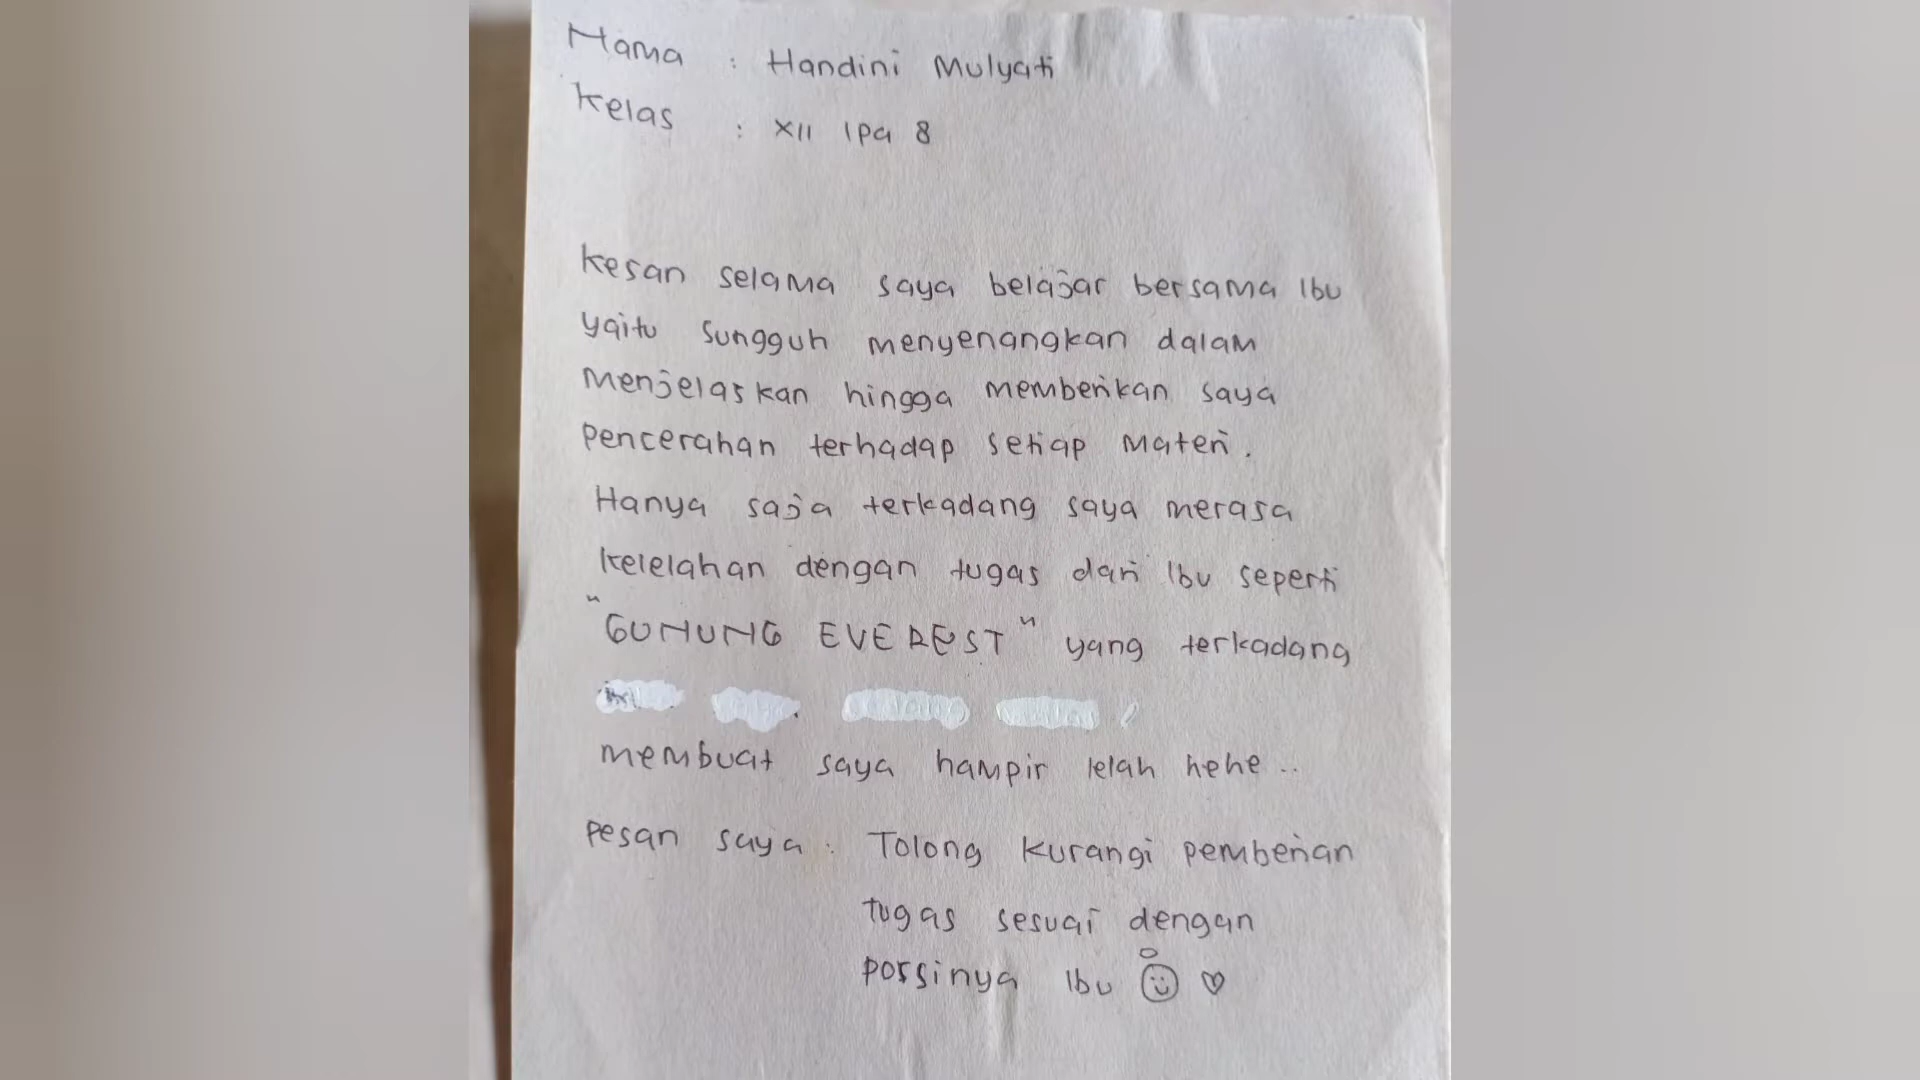 Nama : Handini Mulyati
Kelas : XII Ipa 8
Kesan selama saya belajar bersama Ibu
yaitu sungguh menyenangkan dalam
menjelaskan hingga memberikan saya
pencerahan terhadap setiap materi.
Hanya saja terkadang saya merasa
kelelahan dengan tugas dari Ibu seperti
"GUNUNG EVEREST" yang terkadang
membuat saya hampir lelah hehe..
Pesan saya : Tolong kurangi pemberian
tugas sesuai dengan
porsinya Ibu